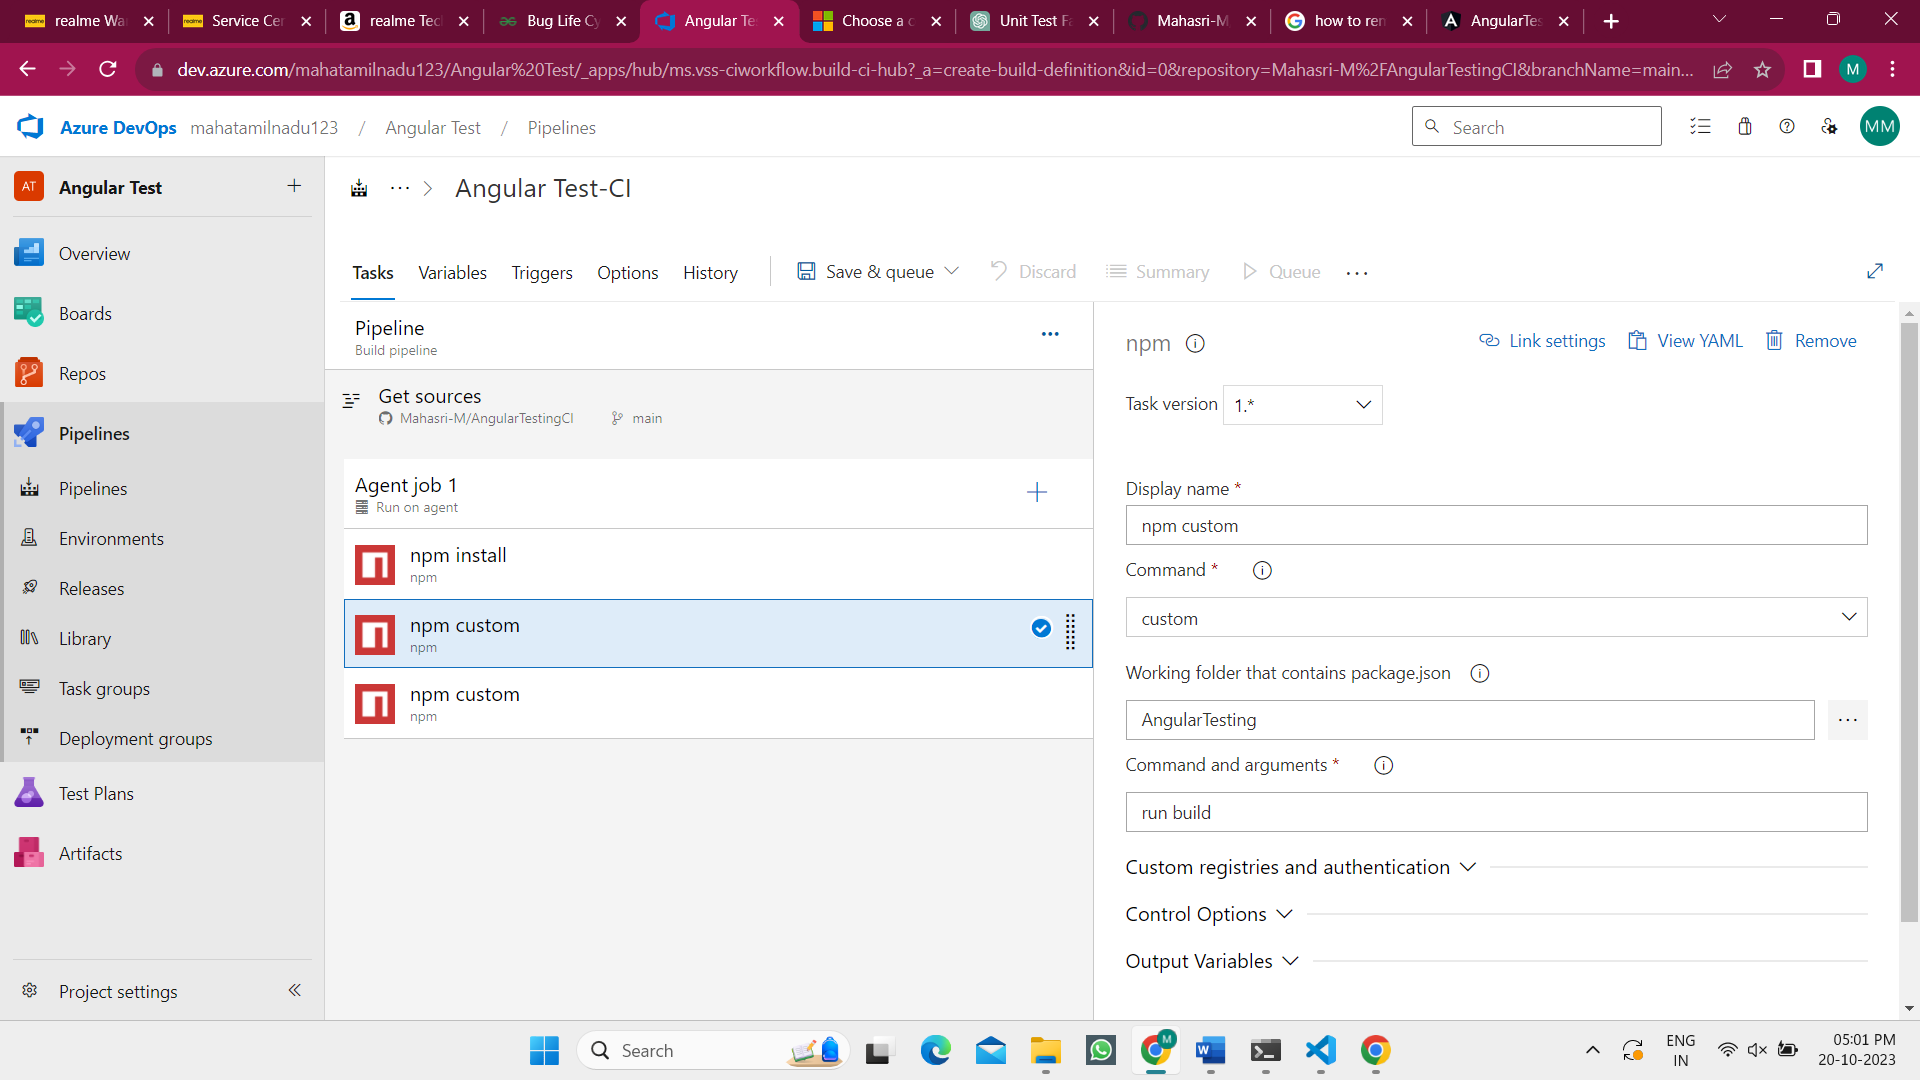 realme Wa
Service Cer
realme Tec
Bug Life Cy
Angular Te
Choose a c
Unit Test Fa
Mahasri-M
how to ren
AngularTes
dev.azure.com/mahatamilnadu123/Angular%20Test/_apps/hub/ms.vss-ciworkflow.build-ci-hub?_a=create-build-definition&id=0&repository=Mahasri-M%2FAngularTestingCI&branchName=main...
M
Azure DevOps mahatamilnadu123 / Angular Test / Pipelines
Search
MM
AT Angular Test
Overview
Boards
Repos
Pipelines
Pipelines
Environments
Releases
Library
Task groups
Deployment groups
Test Plans
Artifacts
Project settings
Angular Test-CI
Tasks Variables Triggers Options History Save & queue Discard Summary Queue
Pipeline
Build pipeline
Get sources
Mahasri-M/AngularTestingCI main
Agent job 1
Run on agent
npm install
npm
npm custom
npm
npm custom
npm
npm Link settings View YAML Remove
Task version 1.*
Display name *
npm custom
Command *
custom
Working folder that contains package.json
AngularTesting
Command and arguments *
run build
Custom registries and authentication
Control Options
Output Variables
Search
M
ENG
IN
05:01 PM
20-10-2023